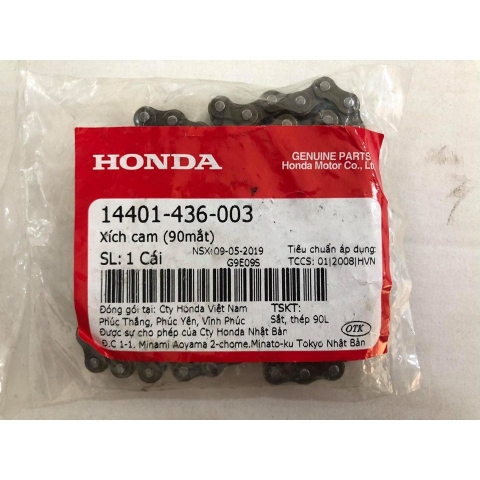 HONDA
GENUINE PARTS
Honda Motor Co., Lt
14401-436-003
Xích cam (90mắt)
SL: 1 Cái
NSX: 09-05-2019
G9E09S
Tiêu chuẩn áp dụng:
TCCS: 01|2008|HVN
Đóng gói tại: Cty Honda Việt Nam
Phúc Thắng, Phúc Yên, Vĩnh Phúc
TSKT:
Sắt, thép 90L
Được sự cho phép của Cty Honda Nhật Bản
Đ.C 1-1, Minami Aoyama 2-chome,Minato-ku Tokyo Nhật Bản
OTK